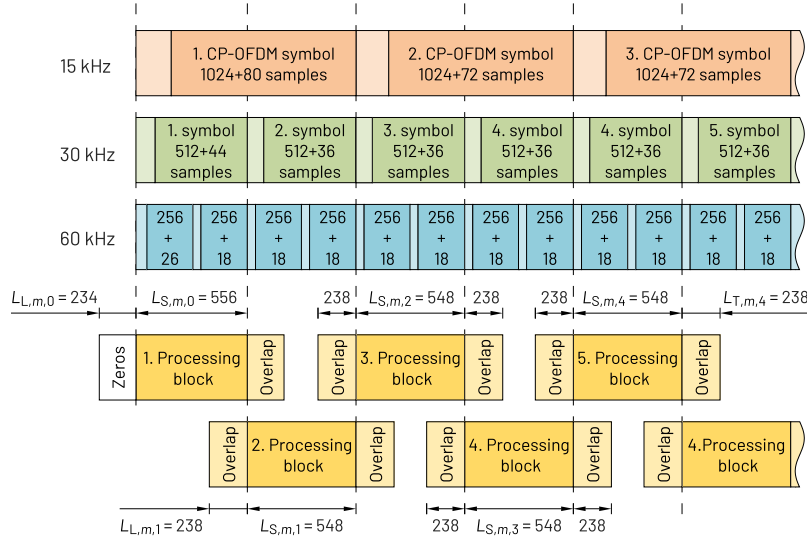 15 kHz
1. CP-OFDM symbol
1024+80 samples
2. CP-OFDM symbol
1024+72 samples
3. CP-OFDM symbol
1024+72 samples
30 kHz
1. symbol
512+44
samples
2. symbol
512+36
samples
3. symbol
512+36
samples
4. symbol
512+36
samples
4. symbol
512+36
samples
5. symbol
512+36
samples
60 kHz
256
+
26
256
+
18
256
+
18
256
+
18
256
+
18
256
+
18
256
+
18
256
+
18
256
+
18
256
+
18
256
+
18
256
+
18
L_L,m,0 = 234
L_S,m,0 = 556
238
L_S,m,2 = 548
238
238
L_S,m,4 = 548
L_T,m,4 = 238
Zeros
1. Processing
block
Overlap
Overlap
3. Processing
block
Overlap
Overlap
5. Processing
block
Overlap
Overlap
2. Processing
block
Overlap
Overlap
4. Processing
block
Overlap
Overlap
4.Processing
block
L_L,m,1 = 238
L_S,m,1 = 548
238
L_S,m,3 = 548
238